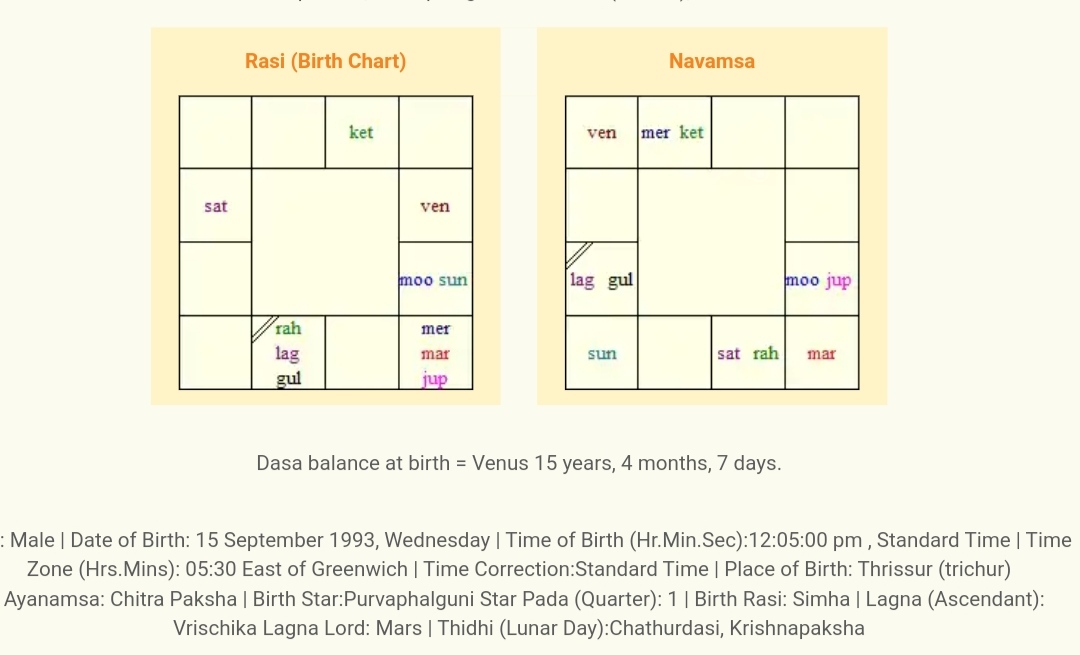 Rasi (Birth Chart)
ket
sat
ven
moo sun
rah
lag
gul
mer
mar
jup
Navamsa
ven
mer ket
lag gul
moo jup
sun
sat rah
mar
Dasa balance at birth = Venus 15 years, 4 months, 7 days.
: Male | Date of Birth: 15 September 1993, Wednesday | Time of Birth (Hr.Min.Sec):12:05:00 pm , Standard Time | Time
Zone (Hrs.Mins): 05:30 East of Greenwich | Time Correction:Standard Time | Place of Birth: Thrissur (trichur)
Ayanamsa: Chitra Paksha | Birth Star:Purvaphalguni Star Pada (Quarter): 1 | Birth Rasi: Simha | Lagna (Ascendant):
Vrischika Lagna Lord: Mars | Thidhi (Lunar Day):Chathurdasi, Krishnapaksha